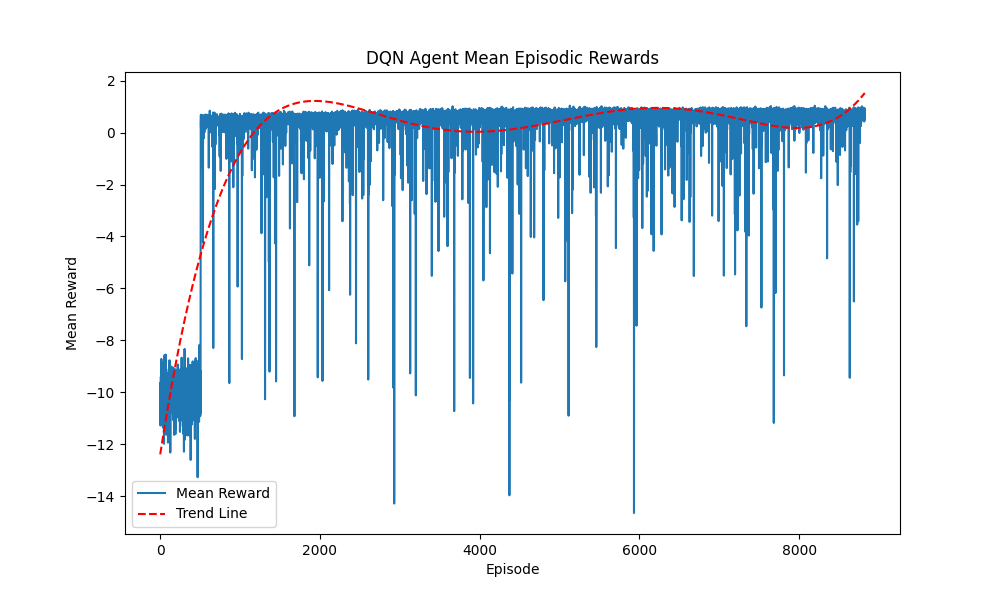 DQN Agent Mean Episodic Rewards
2
0
−2
−4
−6
−8
−10
−12
−14
Mean Reward
Mean Reward
Trend Line
0
2000
4000
6000
8000
Episode